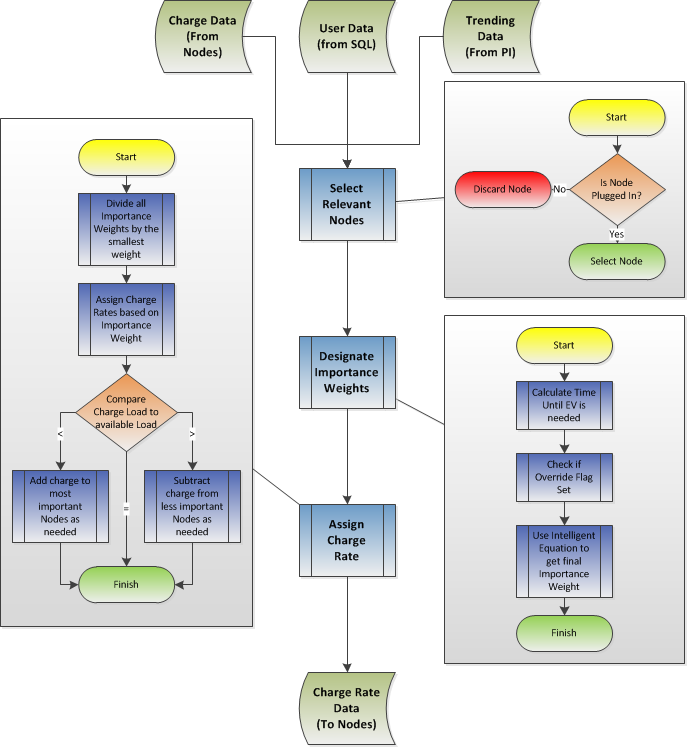 Charge Data
(From
Nodes)
User Data
(from SQL)
Trending
Data
(From PI)
Start
Is Node
Plugged In?
No
Discard Node
Yes
Select Node
Select
Relevant
Nodes
Start
Divide all
Importance
Weights by the
smallest
weight
Assign Charge
Rates based on
Importance
Weight
Compare
Charge Load to
available Load
<
=
>
Add charge to
most
important
Nodes as
needed
Subtract
charge from
less important
Nodes as
needed
Finish
Designate
Importance
Weights
Start
Calculate Time
Until EV is
needed
Check if
Override Flag
Set
Use Intelligent
Equation to
get final
Importance
Weight
Finish
Assign
Charge
Rate
Charge Rate
Data
(To Nodes)